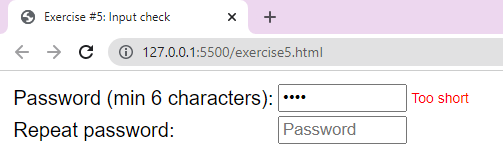 Exercise #5: Input check
127.0.0.1:5500/exercise5.html
Password (min 6 characters): •••• Too short
Repeat password: Password